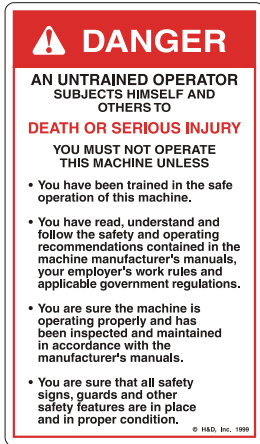 DANGER
AN UNTRAINED OPERATOR
SUBJECTS HIMSELF AND
OTHERS TO
DEATH OR SERIOUS INJURY
YOU MUST NOT OPERATE
THIS MACHINE UNLESS
• You have been trained in the safe
operation of this machine.
• You have read, understand and
follow the safety and operating
recommendations contained in the
machine manufacturer's manuals,
your employer's work rules and
applicable government regulations.
• You are sure the machine is
operating properly and has
been inspected and maintained
in accordance with the
manufacturer's manuals.
• You are sure that all safety
signs, guards and other
safety features are in place
and in proper condition.
© H&D, Inc. 1999